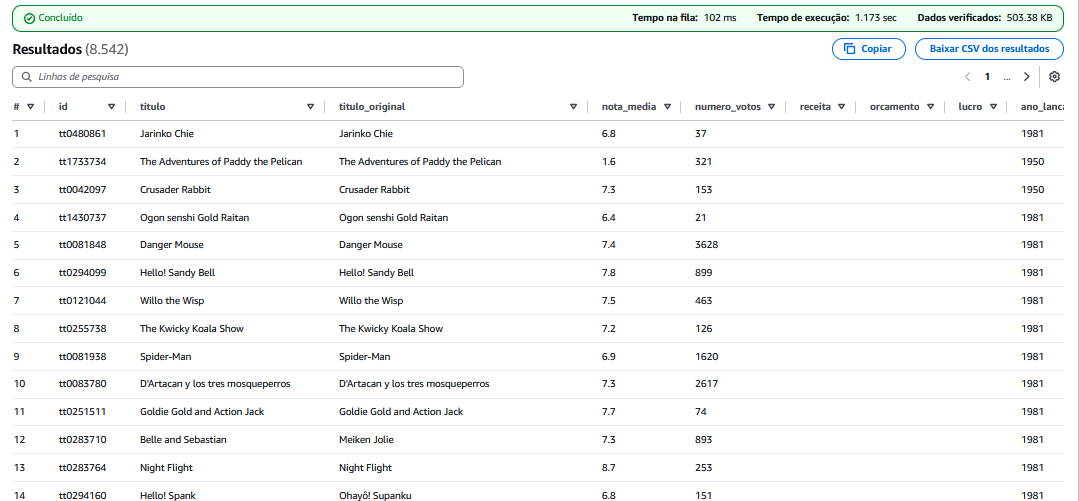 Concluído Tempo na fila: 102 ms Tempo de execução: 1.173 sec Dados verificados: 503.38 KB
Resultados (8.542) Copiar Baixar CSV dos resultados
Linhas de pesquisa 1 ...
# id titulo titulo_original nota_media numero_votos receita orcamento lucro ano_lanca
1 tt0480861 Jarinko Chie Jarinko Chie 6.8 37 1981
2 tt1733734 The Adventures of Paddy the Pelican The Adventures of Paddy the Pelican 1.6 321 1950
3 tt0042097 Crusader Rabbit Crusader Rabbit 7.3 153 1950
4 tt1430737 Ogon senshi Gold Raitan Ogon senshi Gold Raitan 6.4 21 1981
5 tt0081848 Danger Mouse Danger Mouse 7.4 3628 1981
6 tt0294099 Hello! Sandy Bell Hello! Sandy Bell 7.8 899 1981
7 tt0121044 Willo the Wisp Willo the Wisp 7.5 463 1981
8 tt0255738 The Kwicky Koala Show The Kwicky Koala Show 7.2 126 1981
9 tt0081938 Spider-Man Spider-Man 6.9 1620 1981
10 tt0083780 D'Artacan y los tres mosqueperros D'Artacan y los tres mosqueperros 7.3 2617 1981
11 tt0251511 Goldie Gold and Action Jack Goldie Gold and Action Jack 7.7 74 1981
12 tt0283710 Belle and Sebastian Meiken Jolie 7.3 893 1981
13 tt0283764 Night Flight Night Flight 8.7 253 1981
14 tt0294160 Hello! Spank Ohayô! Supanku 6.8 151 1981